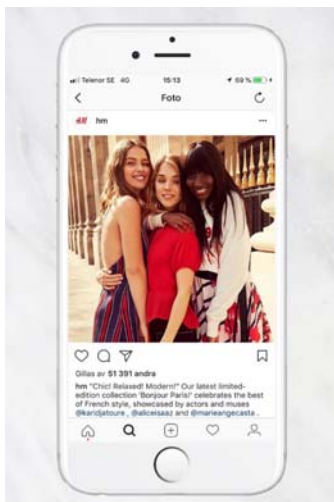 Telenor SE 4G 15:13 69 %
Foto
H&M hm
Gillas av 51 391 andra
hm "Chic! Relaxed! Modern!" Our latest limited-
edition collection 'Bonjour Paris!' celebrates the best
of French style, showcased by actors and muses
@karidjatoure , @aliceisaaz and @marieangecasta .